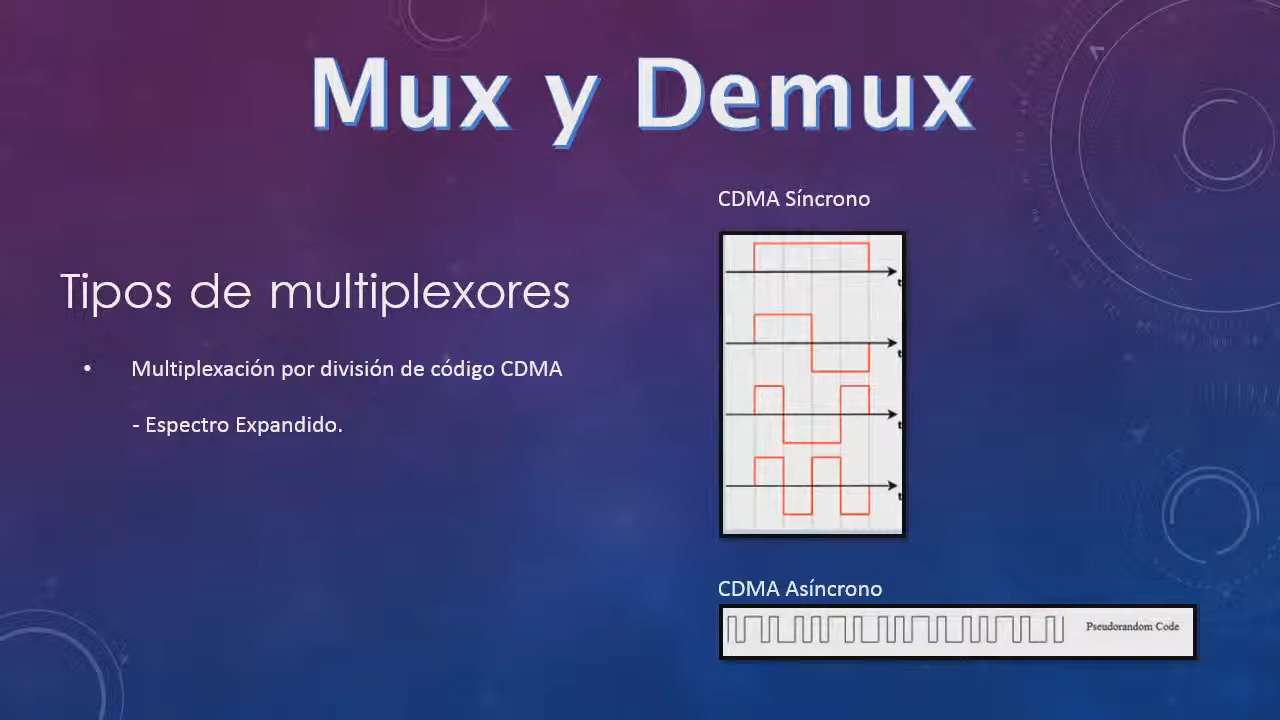 Mux y Demux
Tipos de multiplexores
• Multiplexación por división de código CDMA
- Espectro Expandido.
CDMA Síncrono
t
t
t
t
CDMA Asíncrono
Pseudorandom Code